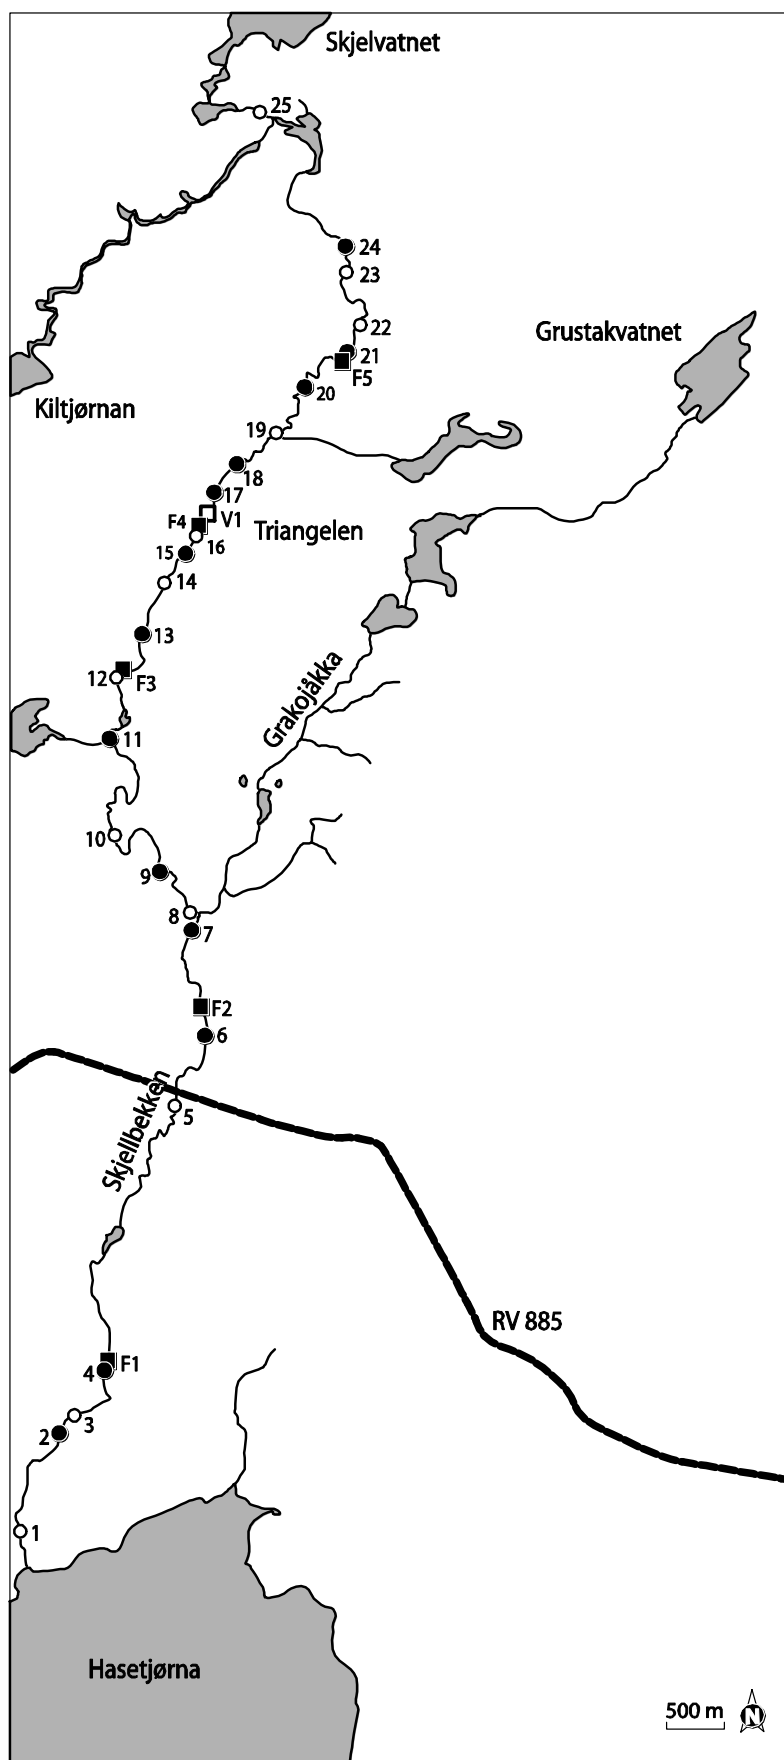 Skjelvatnet
25
24
23
22
Grustakvatnet
21
F5
20
Kiltjørnan
19
18
17
V1
F4
Triangelen
16
15
14
13
12
F3
Grakojåkka
11
10
9
8
7
F2
6
Skjellbekken
5
RV 885
F1
4
3
2
1
Hasetjørna
500 m
N